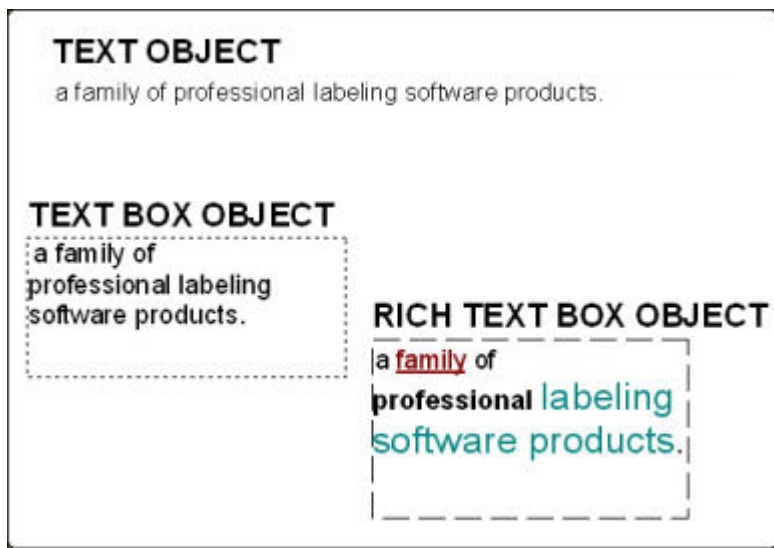 TEXT OBJECT
a family of professional labeling software products.
TEXT BOX OBJECT
a family of
professional labeling
software products.
RICH TEXT BOX OBJECT
a family of
professional labeling
software products.